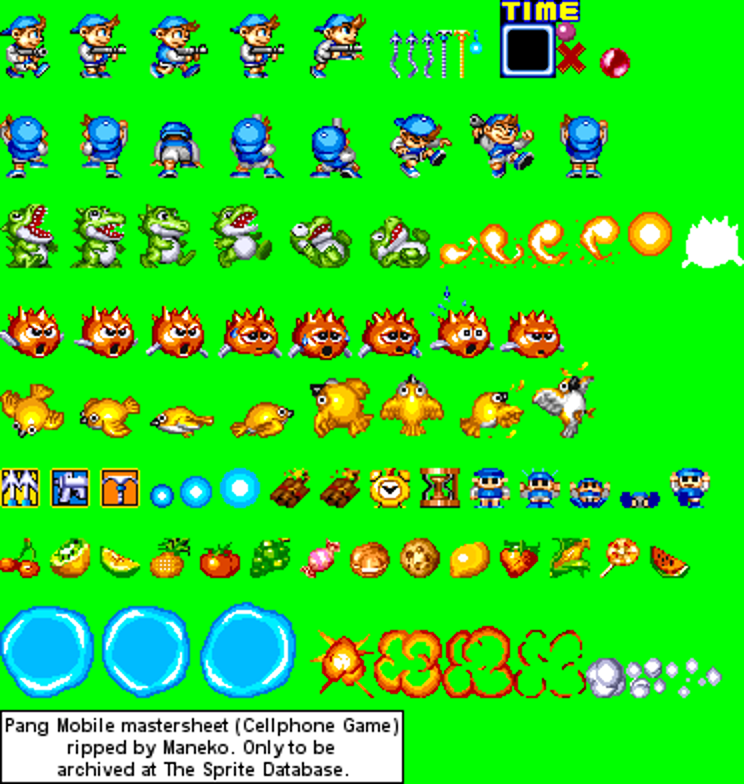 TIME
Pang Mobile mastersheet (Cellphone Game)
ripped by Maneko. Only to be
archived at The Sprite Database.